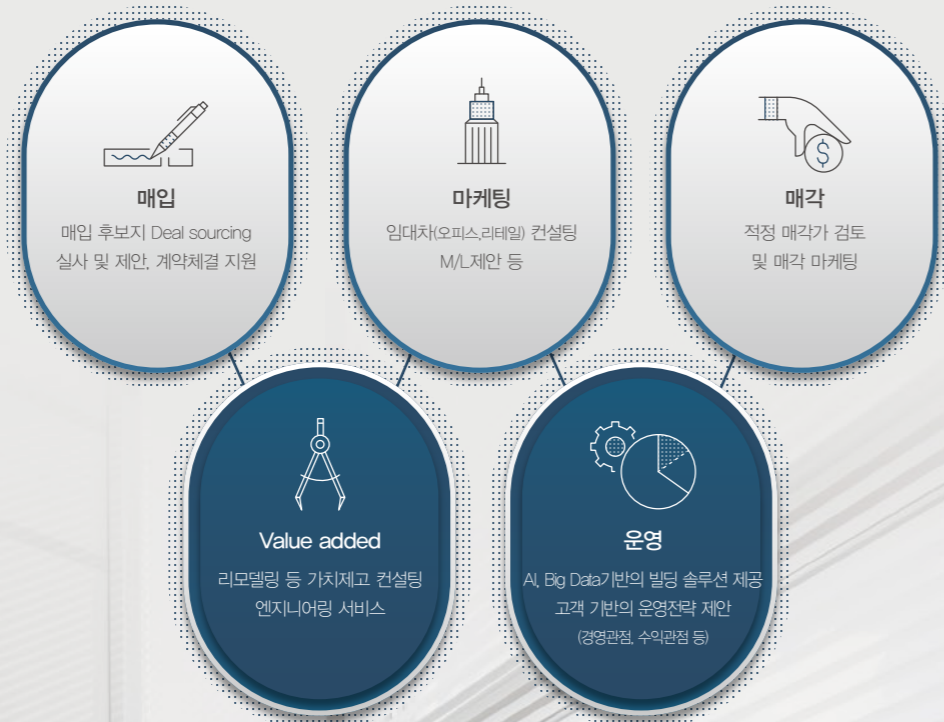 매입
매입 후보지 Deal sourcing
실사 및 제안, 계약체결 지원
마케팅
임대차(오피스,리테일) 컨설팅
M/L제안 등
매각
적정 매각가 검토
및 매각 마케팅
$
Value added
리모델링 등 가치제고 컨설팅
엔지니어링 서비스
운영
AI, Big Data기반의 빌딩 솔루션 제공
고객 기반의 운영전략 제안
(경영관점, 수익관점 등)